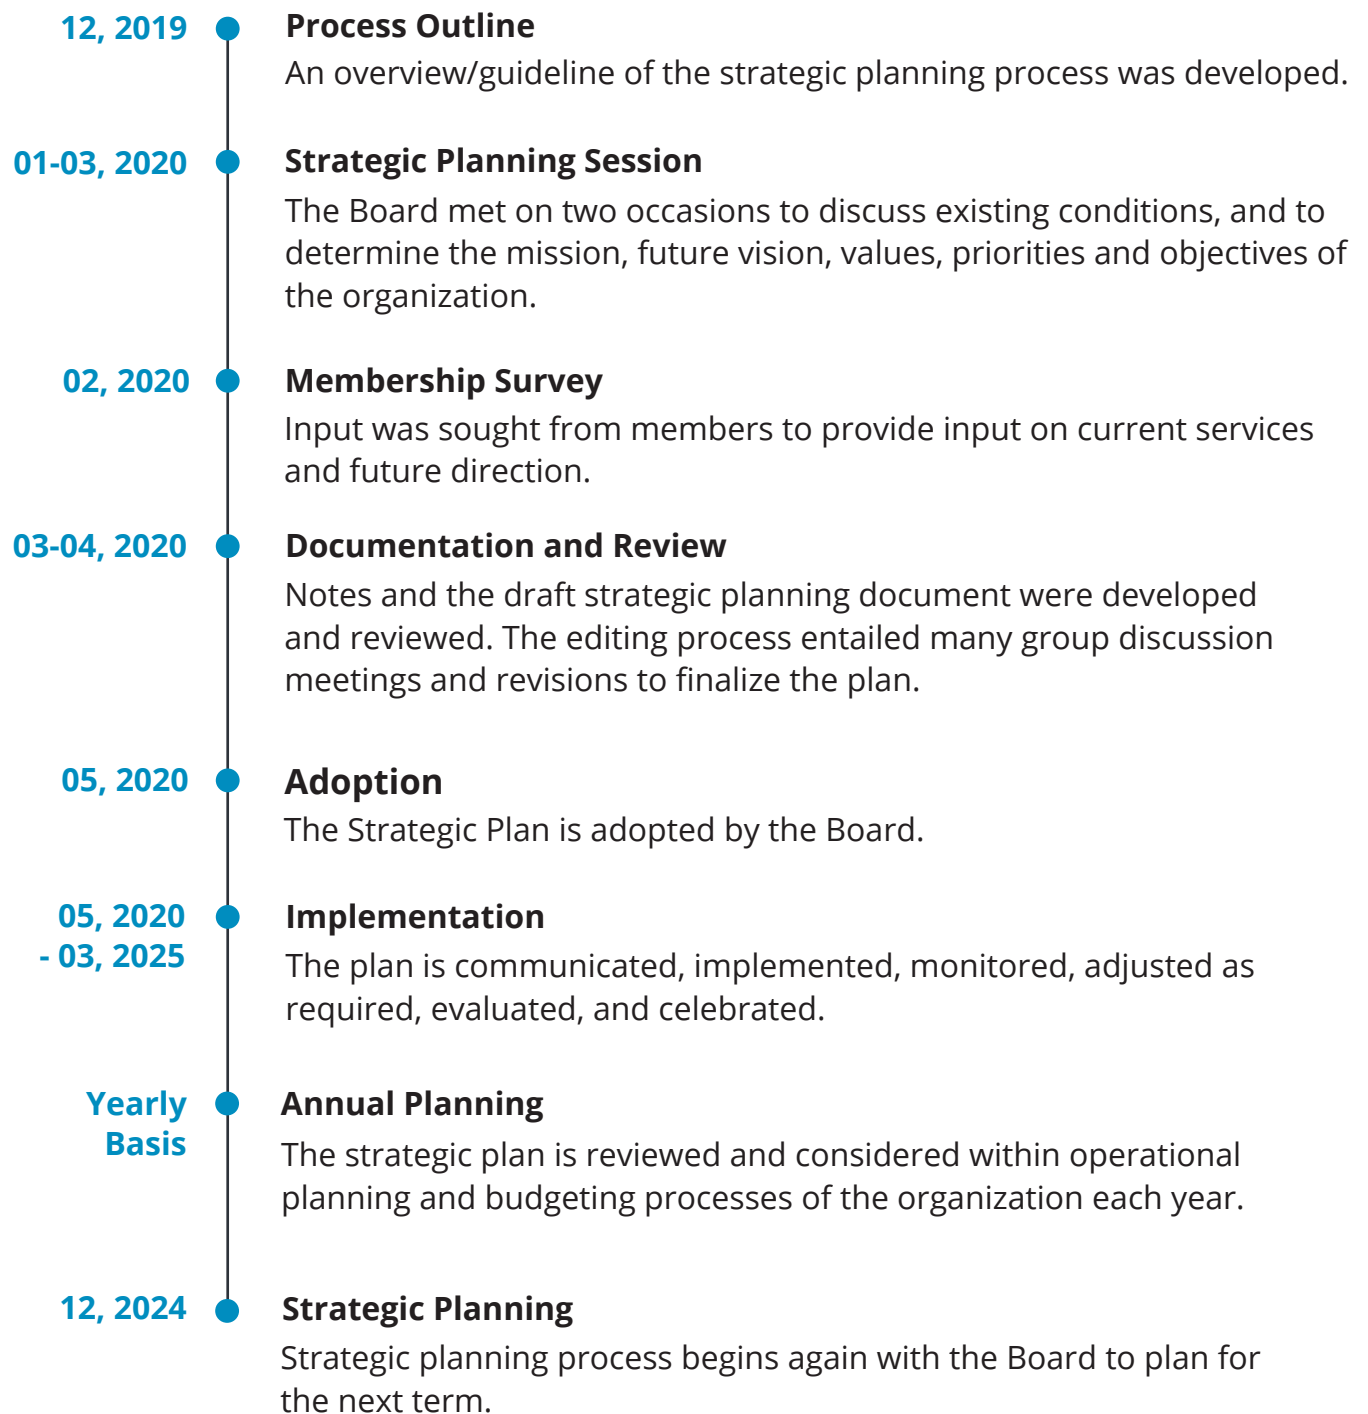 12, 2019
Process Outline
An overview/guideline of the strategic planning process was developed.
01-03, 2020
Strategic Planning Session
The Board met on two occasions to discuss existing conditions, and to
determine the mission, future vision, values, priorities and objectives of
the organization.
02, 2020
Membership Survey
Input was sought from members to provide input on current services
and future direction.
03-04, 2020
Documentation and Review
Notes and the draft strategic planning document were developed
and reviewed. The editing process entailed many group discussion
meetings and revisions to finalize the plan.
05, 2020
Adoption
The Strategic Plan is adopted by the Board.
05, 2020
- 03, 2025
Implementation
The plan is communicated, implemented, monitored, adjusted as
required, evaluated, and celebrated.
Yearly
Basis
Annual Planning
The strategic plan is reviewed and considered within operational
planning and budgeting processes of the organization each year.
12, 2024
Strategic Planning
Strategic planning process begins again with the Board to plan for
the next term.